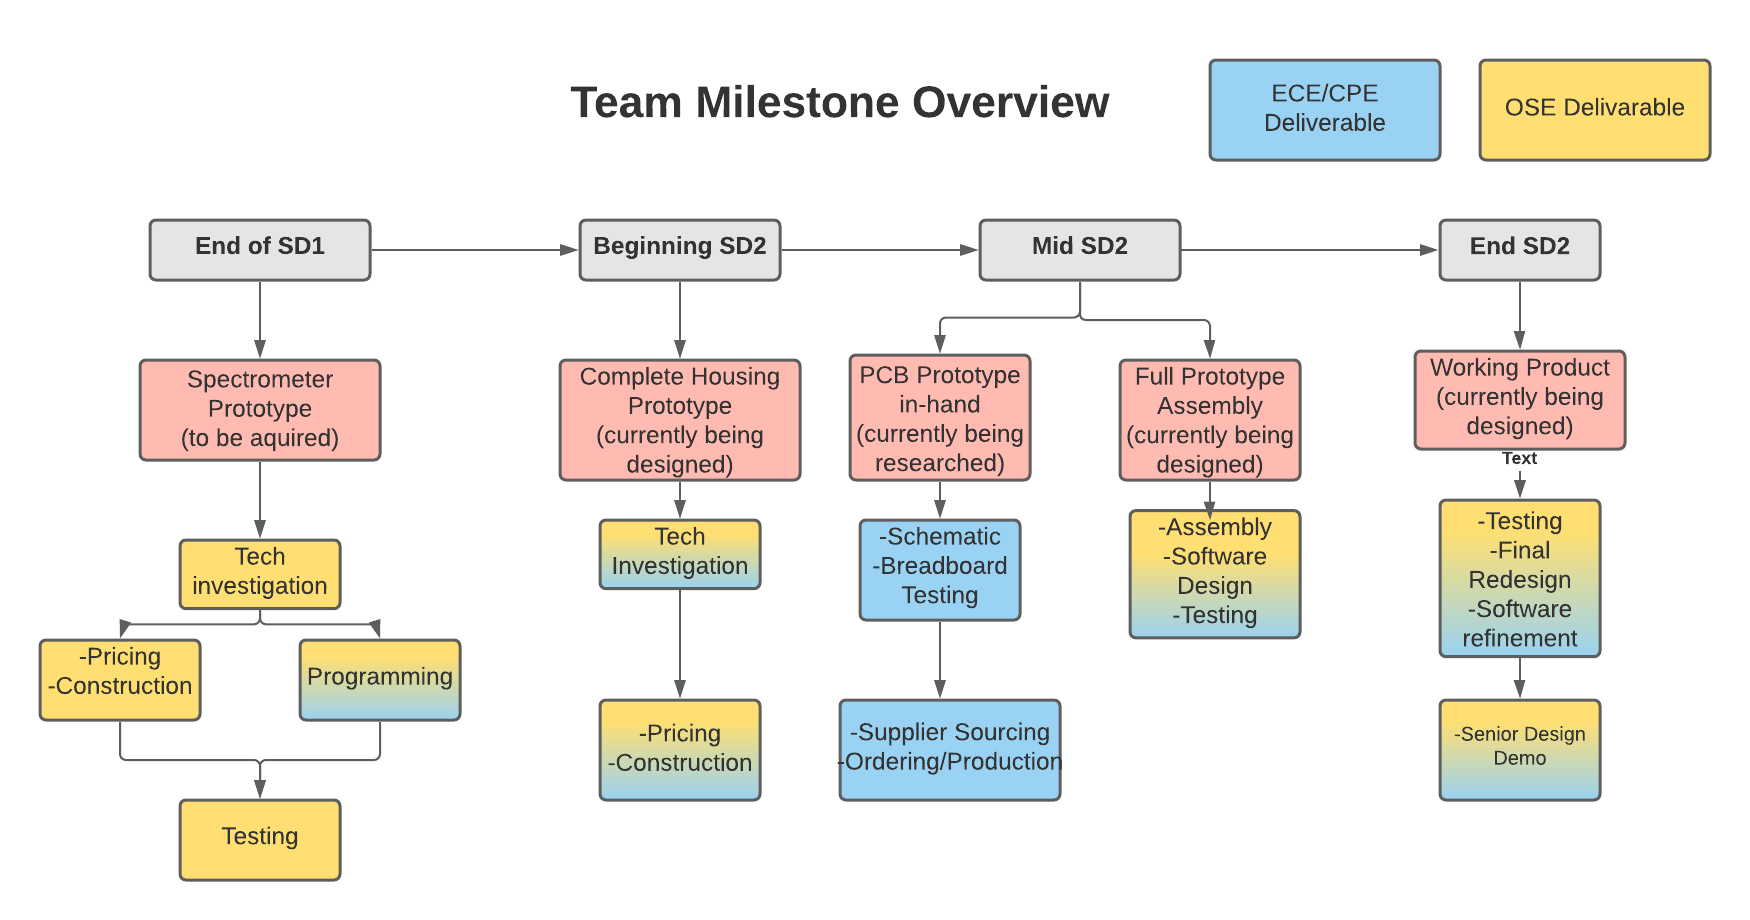 Team Milestone Overview
ECE/CPE
Deliverable
OSE Delivarable
End of SD1
Beginning SD2
Mid SD2
End SD2
Spectrometer
Prototype
(to be aquired)
Complete Housing
Prototype
(currently being
designed)
PCB Prototype
in-hand
(currently being
researched)
Full Prototype
Assembly
(currently being
designed)
Working Product
(currently being
designed)
Text
Tech
investigation
Tech
Investigation
-Schematic
-Breadboard
Testing
-Assembly
-Software
Design
-Testing
-Testing
-Final
Redesign
-Software
refinement
-Pricing
-Construction
Programming
-Pricing
-Construction
-Supplier Sourcing
-Ordering/Production
-Senior Design
Demo
Testing